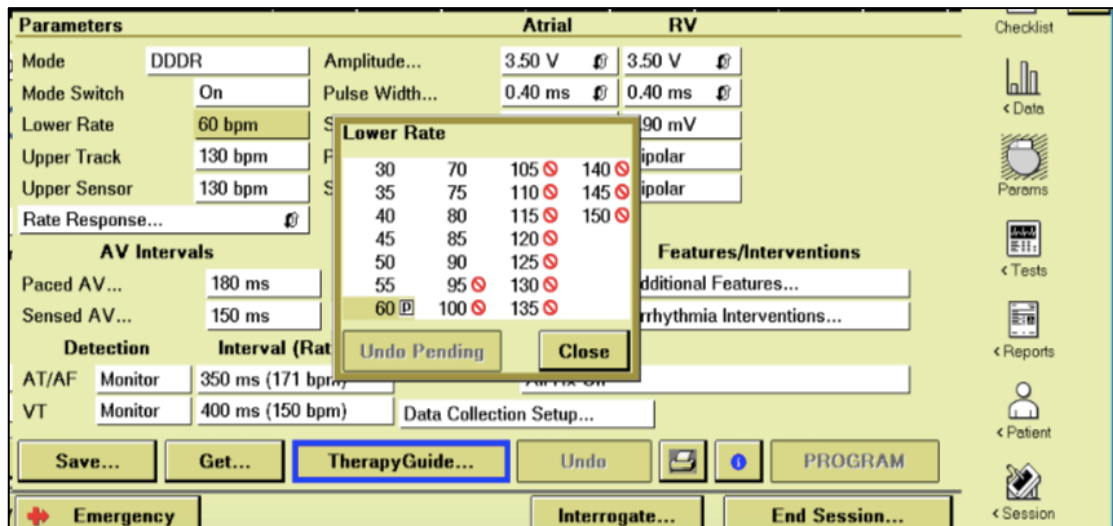 Parameters Atrial RV Checklist
Mode DDDR Amplitude... 3.50 V 3.50 V
Mode Switch On Pulse Width... 0.40 ms 0.40 ms
< Data
Lower Rate 60 bpm Lower Rate .90 mV
Upper Track 130 bpm ipolar
Upper Sensor 130 bpm ipolar
Params
Rate Response...
30 70 105 140
35 75 110 145
40 80 115 150
45 85 120
50 90 125
55 95 130
60 P 100 135
Undo Pending Close
AV Intervals Features/Interventions
Paced AV... 180 ms dditional Features...
< Tests
Sensed AV... 150 ms rrhythmia Interventions...
Detection Interval (Rat
< Reports
AT/AF Monitor 350 ms (171 bpm)
VT Monitor 400 ms (150 bpm) Data Collection Setup...
< Patient
Save... Get... TherapyGuide... Undo i PROGRAM
Emergency Interrogate... End Session... < Session